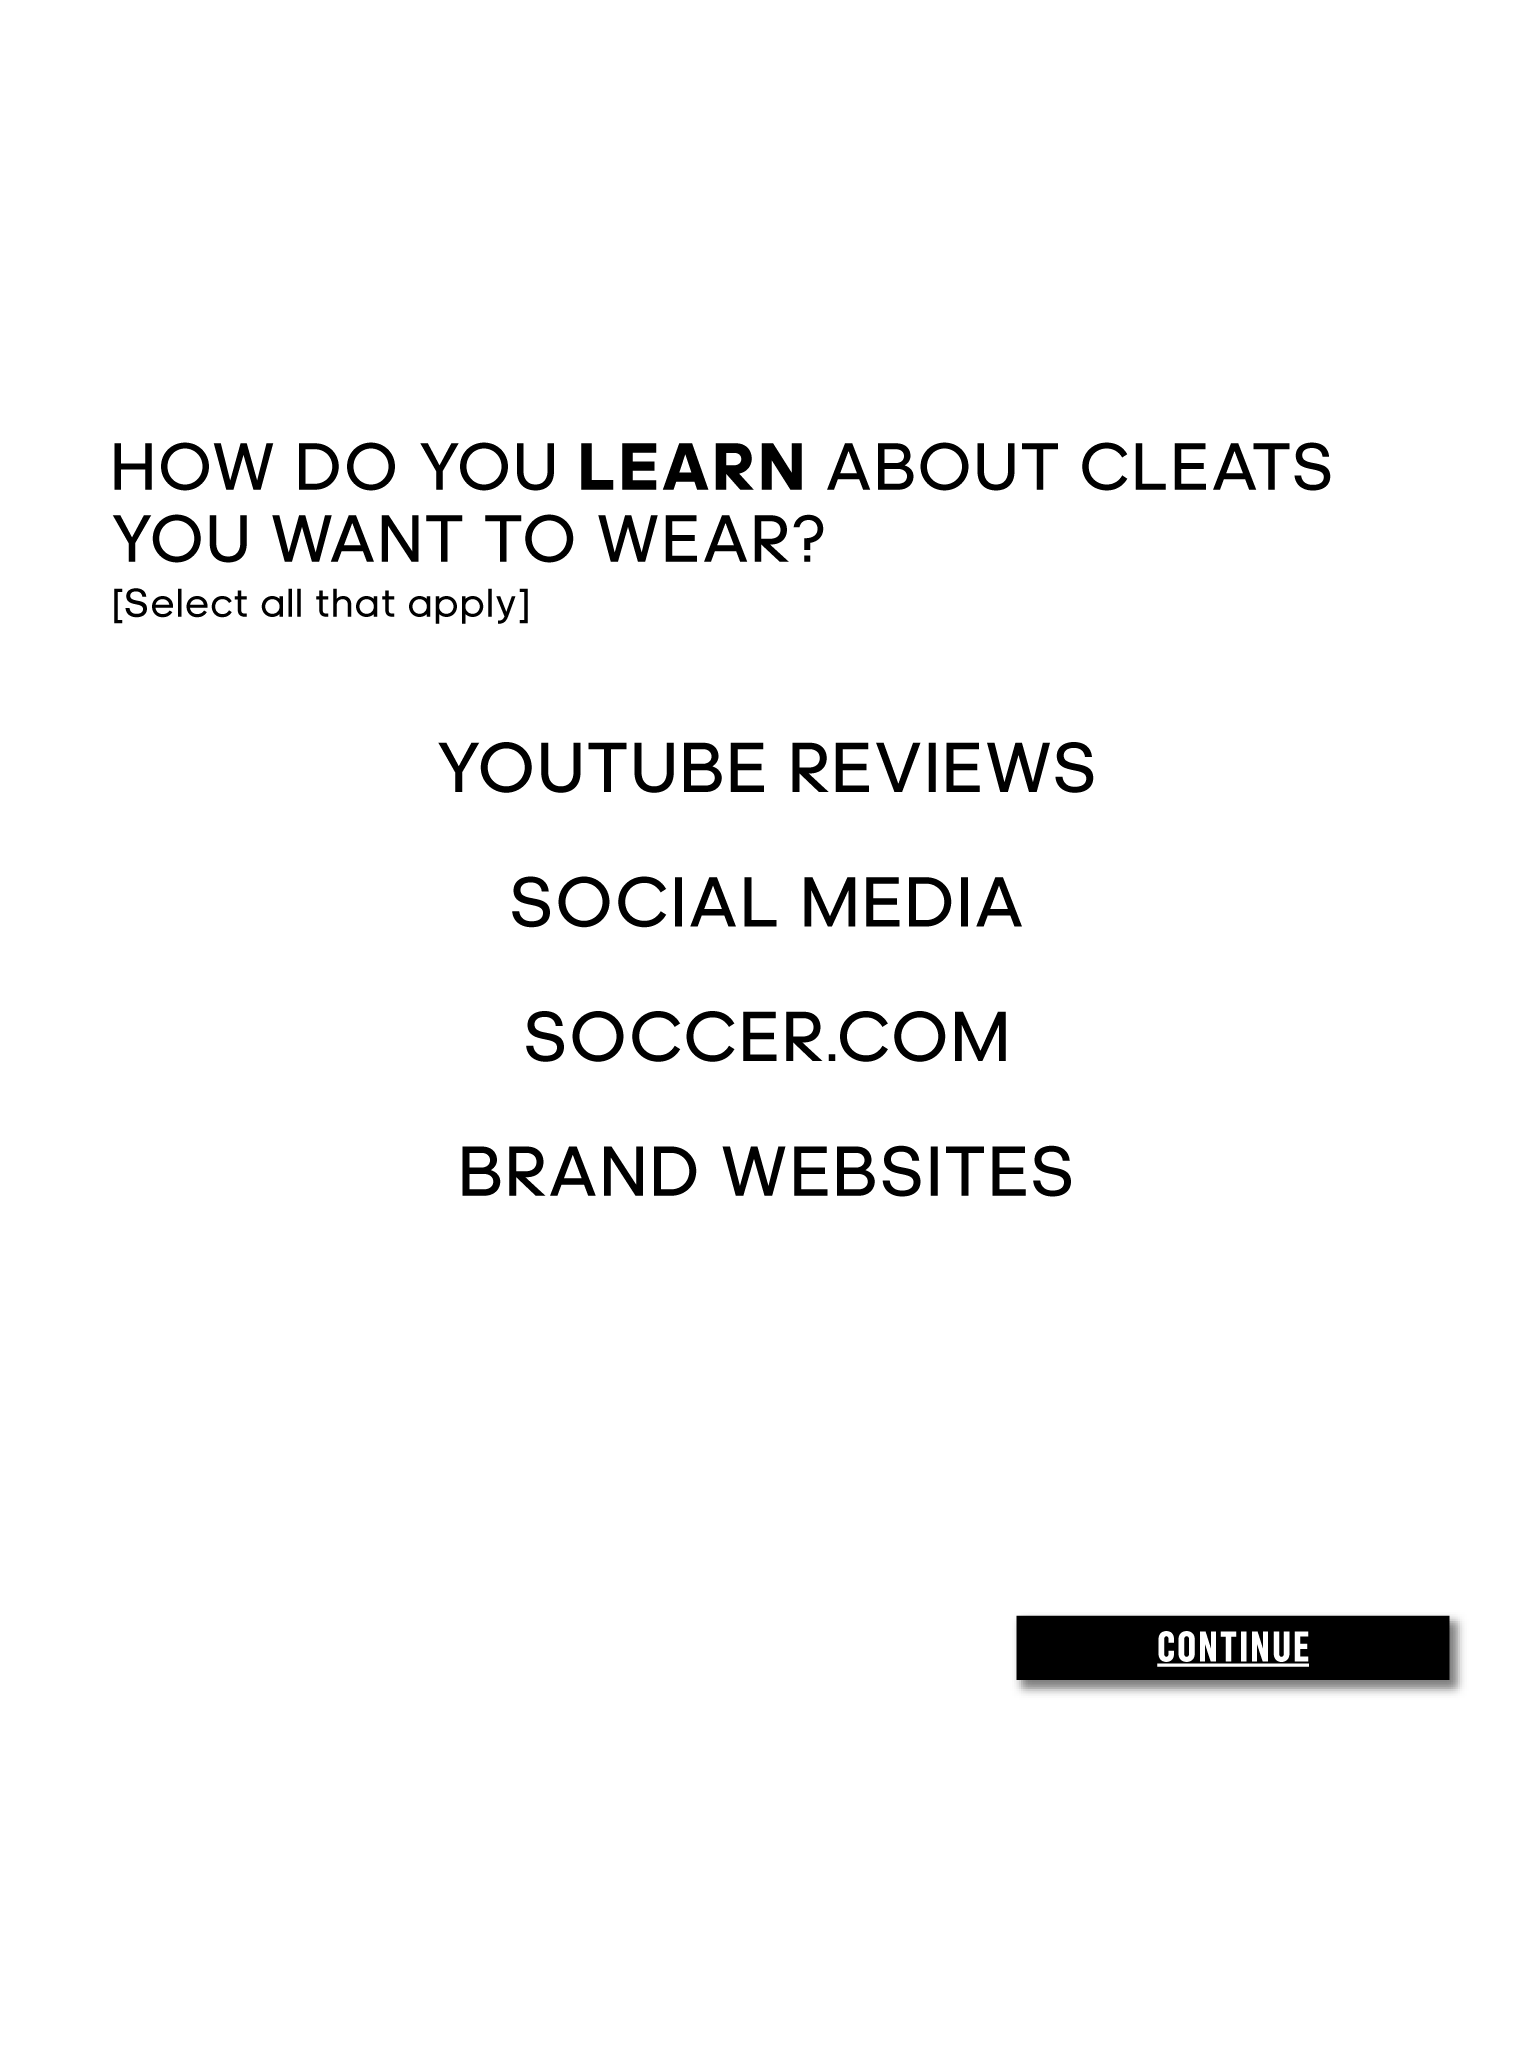 HOW DO YOU LEARN ABOUT CLEATS
YOU WANT TO WEAR?
[Select all that apply]
YOUTUBE REVIEWS
SOCIAL MEDIA
SOCCER.COM
BRAND WEBSITES
CONTINUE